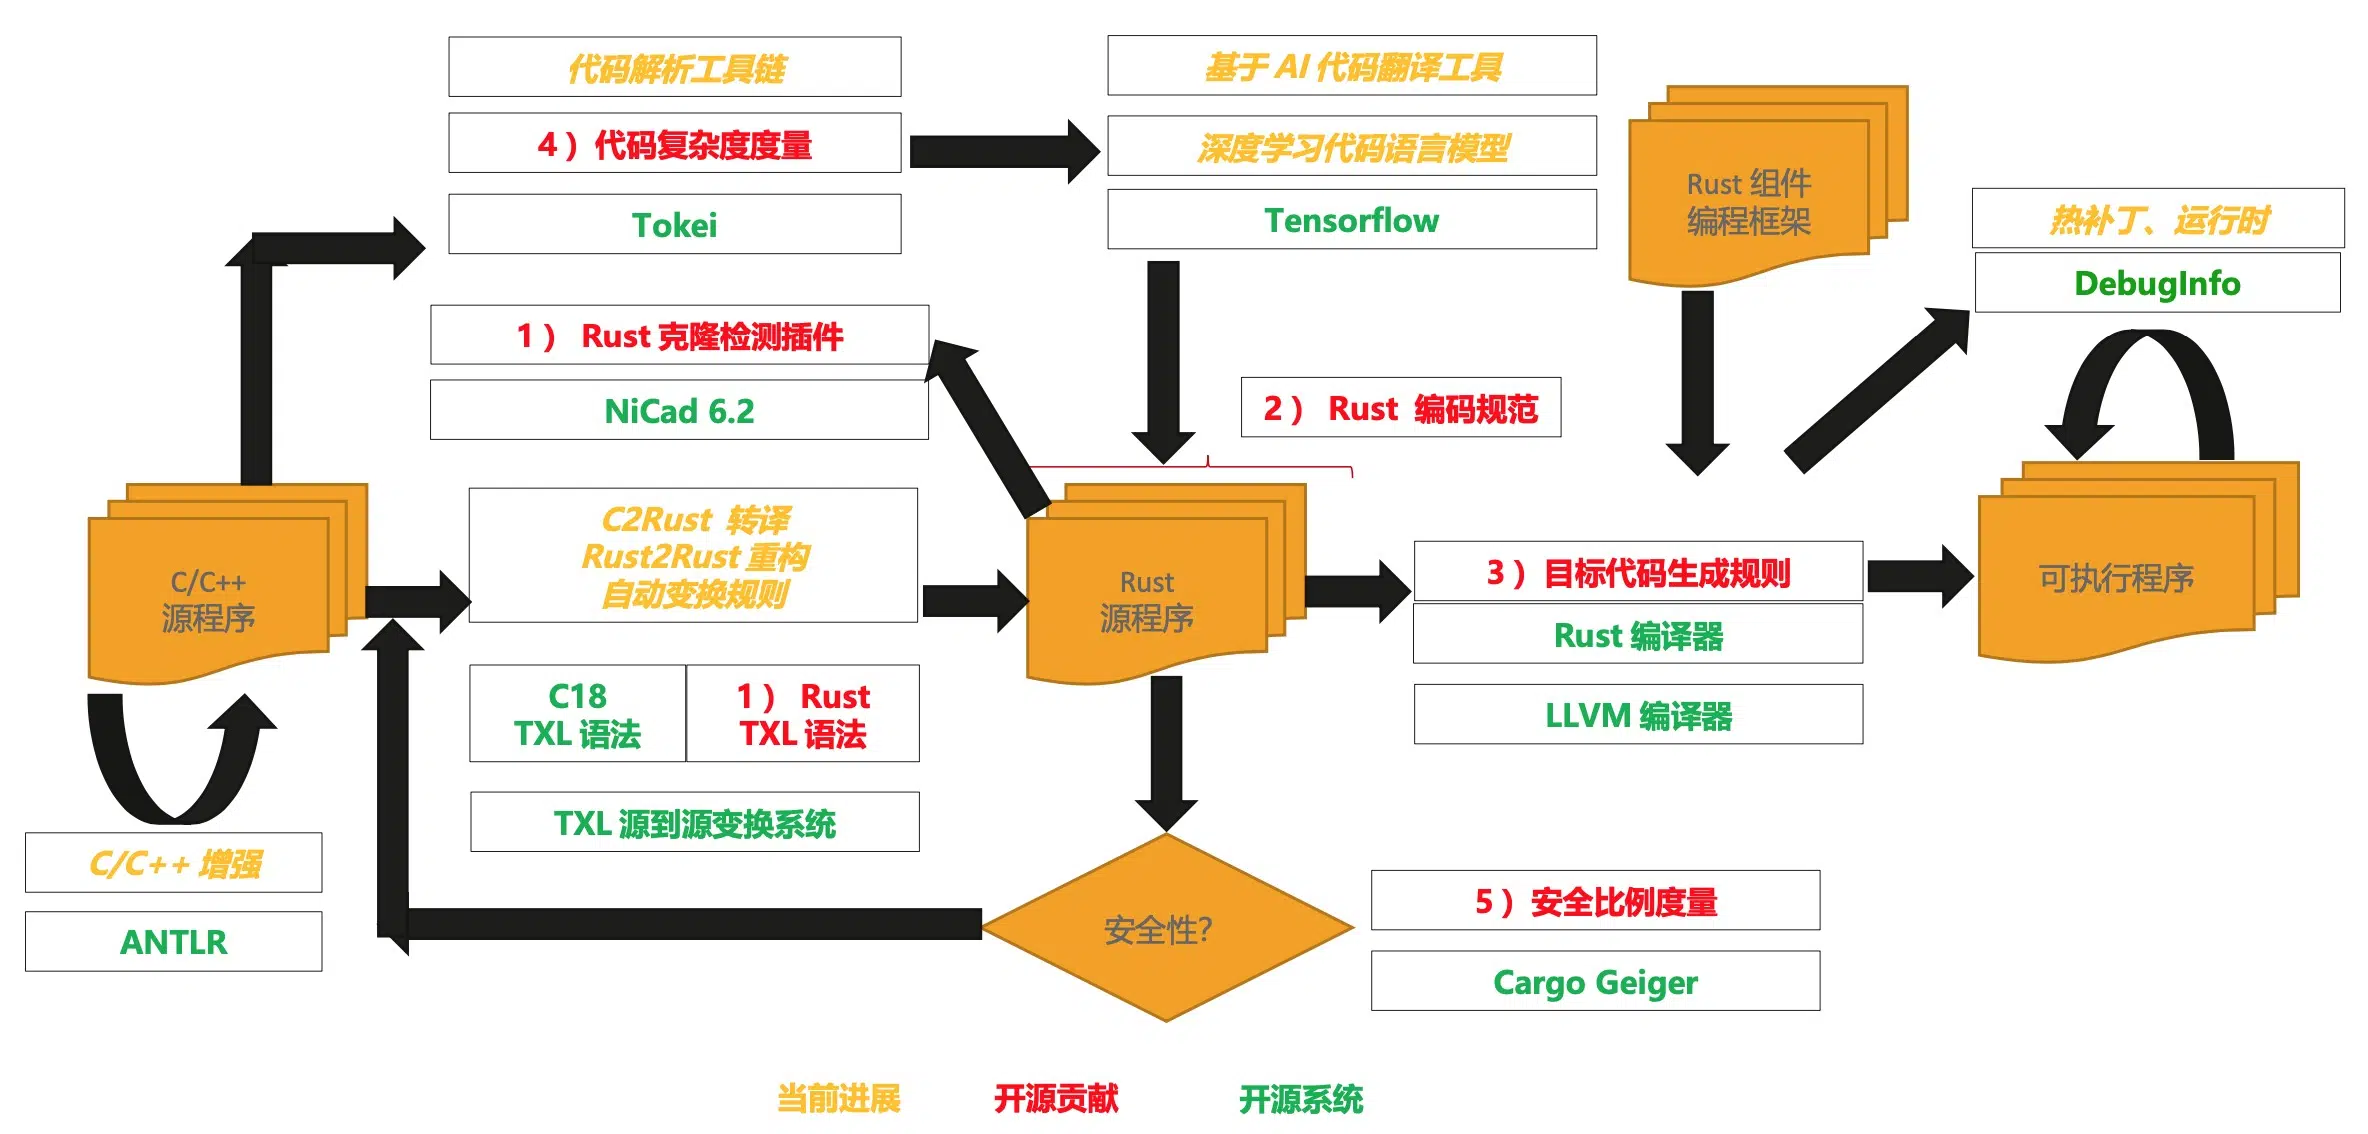 代码解析工具链
4）代码复杂度度量
Tokei
基于 AI 代码翻译工具
深度学习代码语言模型
Tensorflow
Rust 组件
编程框架
热补丁、运行时
DebugInfo
1） Rust 克隆检测插件
NiCad 6.2
2） Rust 编码规范
C/C++
源程序
C2Rust 转译
Rust2Rust 重构
自动变换规则
Rust
源程序
3）目标代码生成规则
Rust 编译器
LLVM 编译器
可执行程序
C18
TXL 语法
1） Rust
TXL 语法
TXL 源到源变换系统
C/C++ 增强
ANTLR
安全性?
5）安全比例度量
Cargo Geiger
当前进展
开源贡献
开源系统